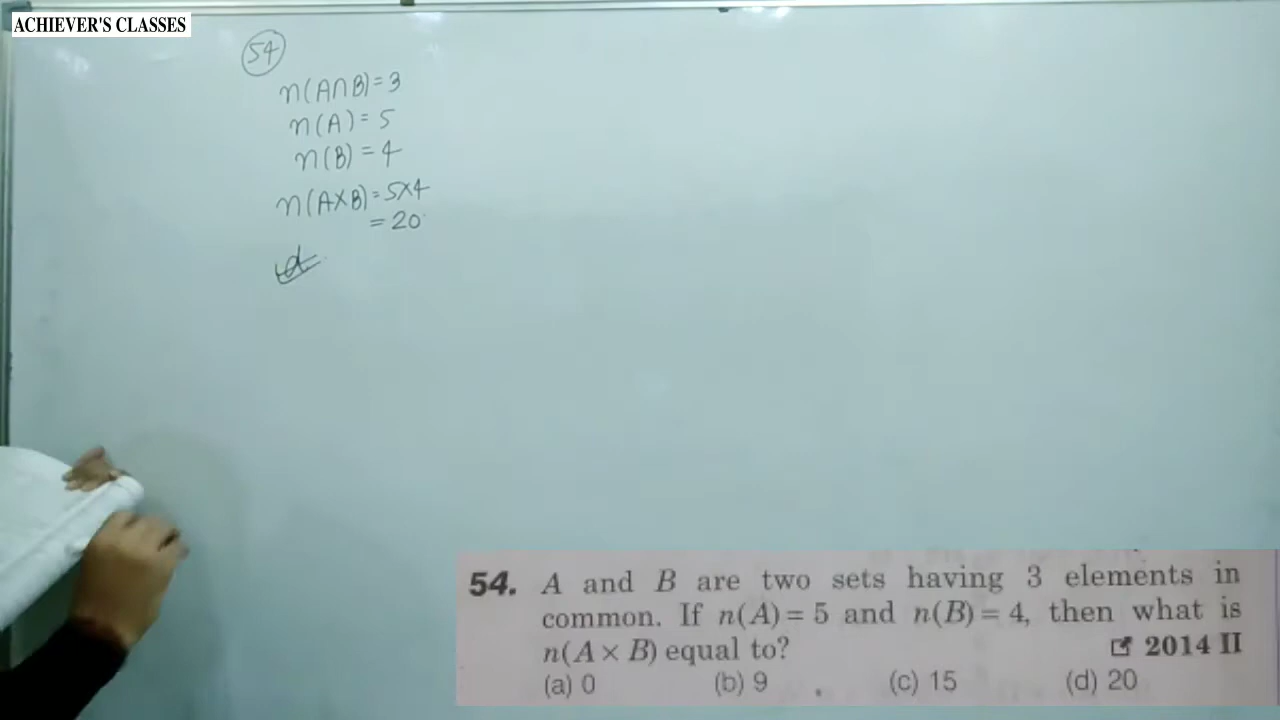 ACHIEVER'S CLASSES
54
n(A∩B)=3
n(A)=5
n(B)=4
n(A×B)=5×4
=20
d
54. A and B are two sets having 3 elements in
common. If n(A)=5 and n(B)=4, then what is
n(A×B) equal to? 2014 II
(a) 0 (b) 9 (c) 15 (d) 20